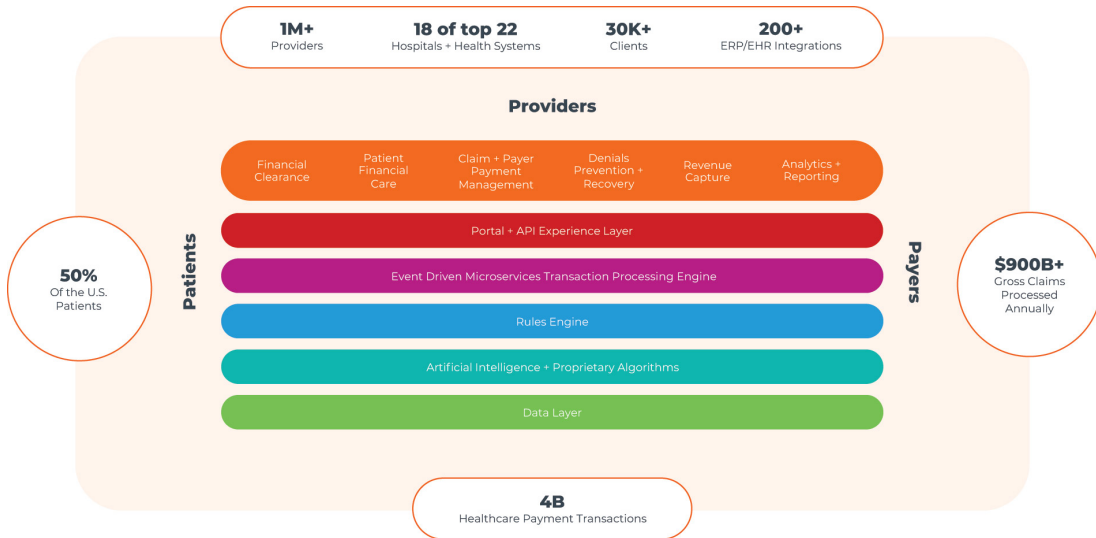 1M+
Providers
18 of top 22
Hospitals + Health Systems
30K+
Clients
200+
ERP/EHR Integrations
Providers
Financial
Clearance
Patient
Financial
Care
Claim + Payer
Payment
Management
Denials
Prevention +
Recovery
Revenue
Capture
Analytics +
Reporting
Patients
50%
Of the U.S.
Patients
Portal + API Experience Layer
Event Driven Microservices Transaction Processing Engine
Rules Engine
Artificial Intelligence + Proprietary Algorithms
Data Layer
Payers
$900B+
Gross Claims
Processed
Annually
4B
Healthcare Payment Transactions